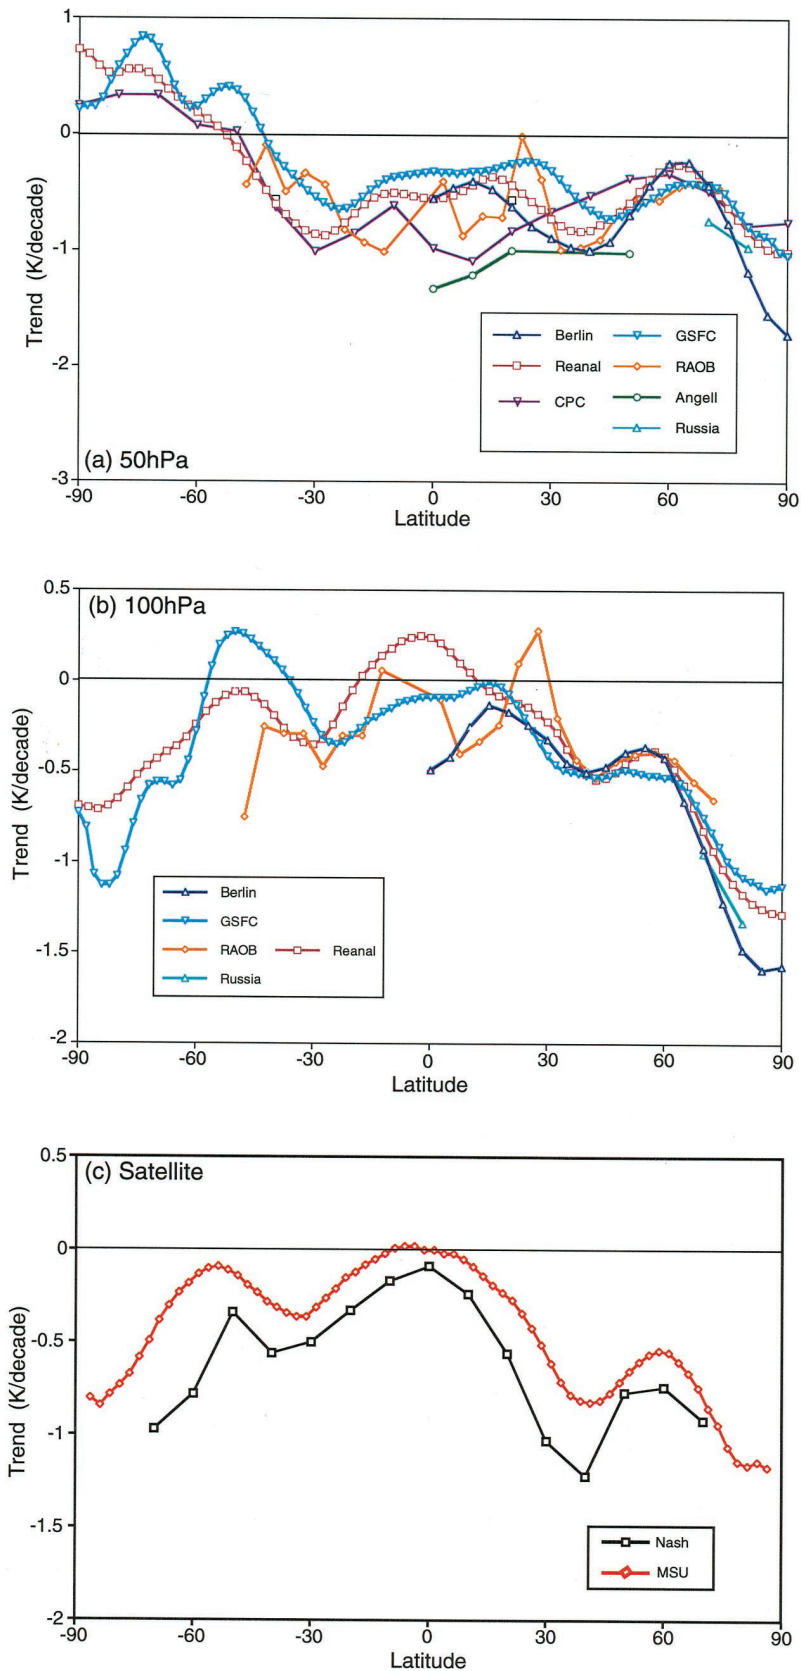 1
0
-1
-2
-3
Trend (K/decade)
Berlin
GSFC
Reanal
RAOB
CPC
Angell
Russia
(a) 50hPa
-90 -60 -30 0 30 60 90
Latitude
0.5
0
-0.5
-1
-1.5
-2
Trend (K/decade)
(b) 100hPa
Berlin
GSFC
RAOB Reanal
Russia
-90 -60 -30 0 30 60 90
Latitude
0.5
0
-0.5
-1
-1.5
-2
Trend (K/decade)
(c) Satellite
Nash
MSU
-90 -60 -30 0 30 60 90
Latitude